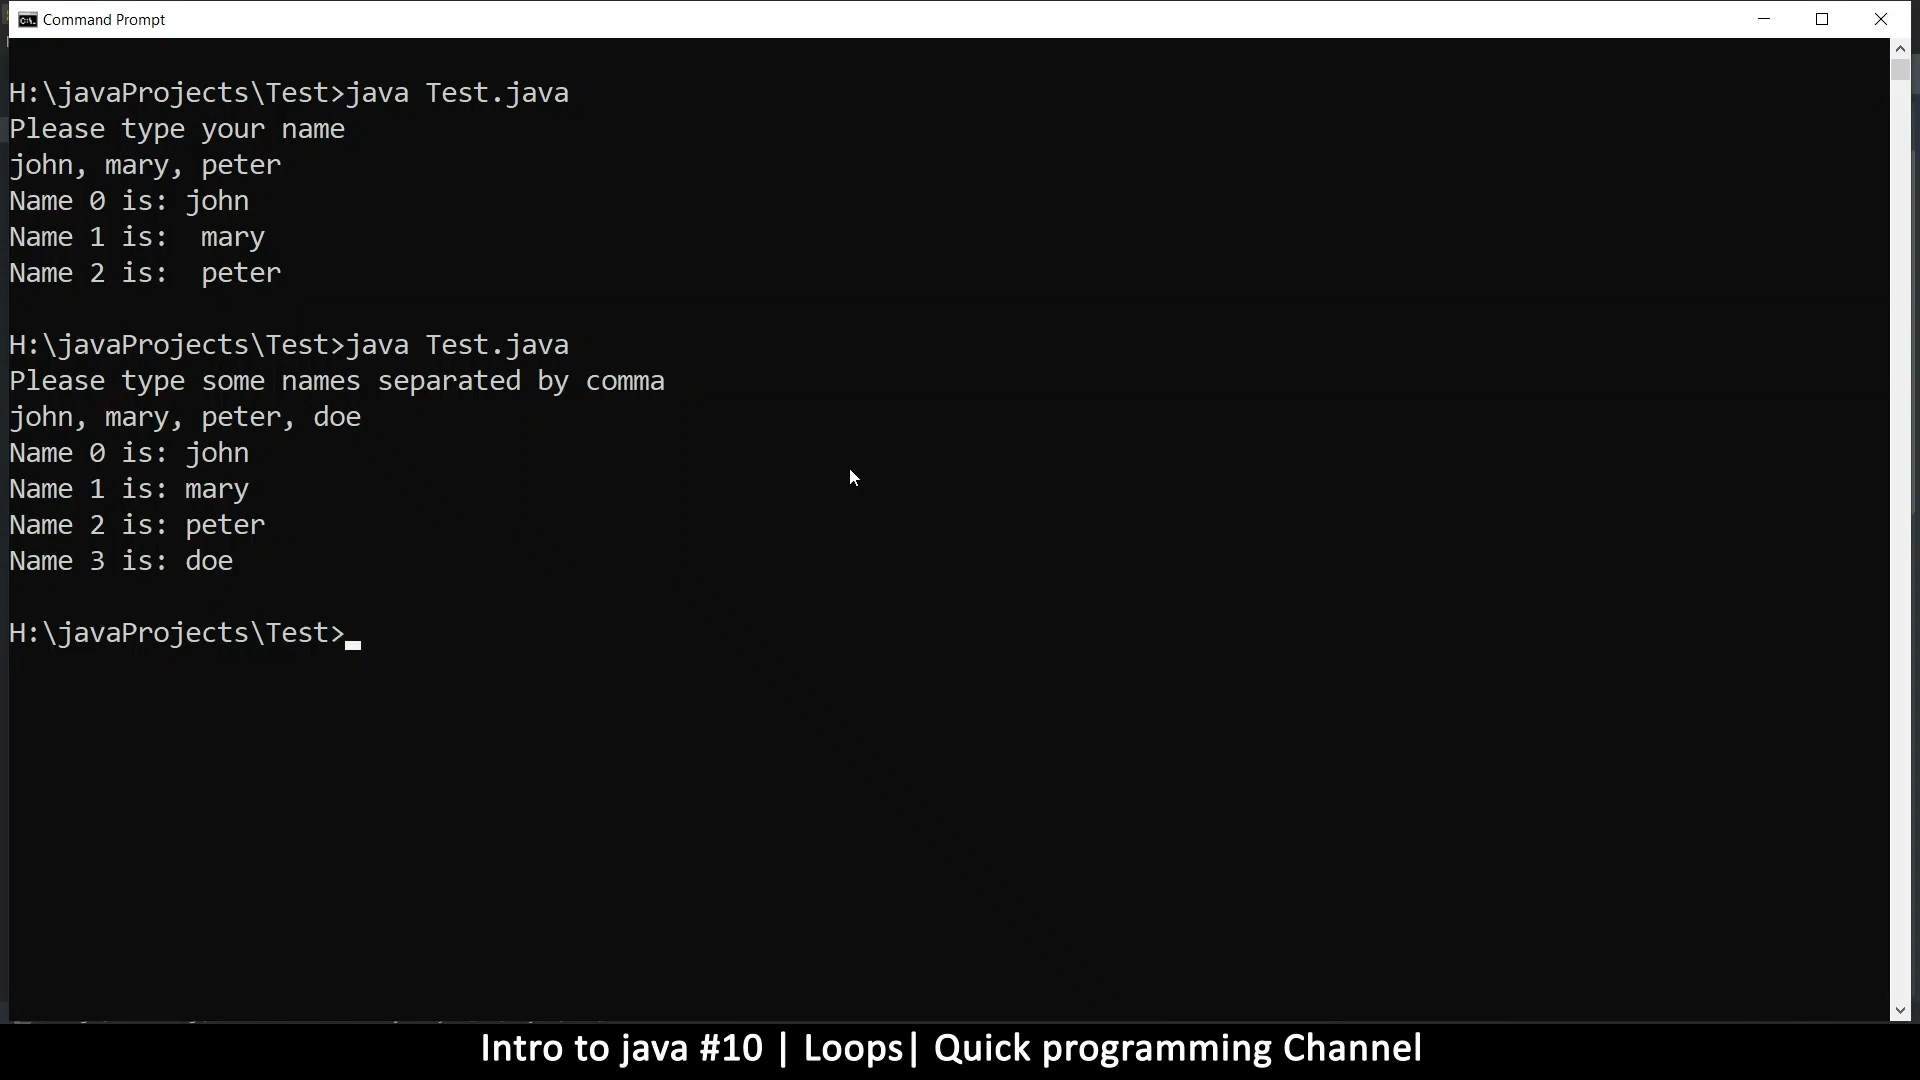 Command Prompt
H:\javaProjects\Test>java Test.java
Please type your name
john, mary, peter
Name 0 is: john
Name 1 is:  mary
Name 2 is:  peter
H:\javaProjects\Test>java Test.java
Please type some names separated by comma
john, mary, peter, doe
Name 0 is: john
Name 1 is: mary
Name 2 is: peter
Name 3 is: doe
H:\javaProjects\Test>
Intro to java #10 | Loops| Quick programming Channel